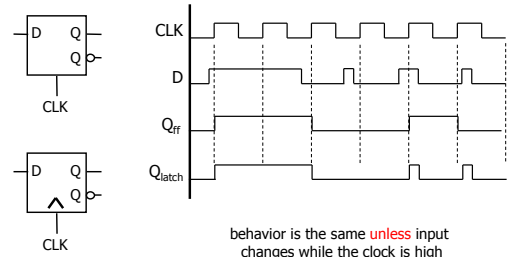 D Q
Q
CLK
D Q
Q
CLK
CLK
D
Qff
Qlatch
behavior is the same unless input
changes while the clock is high